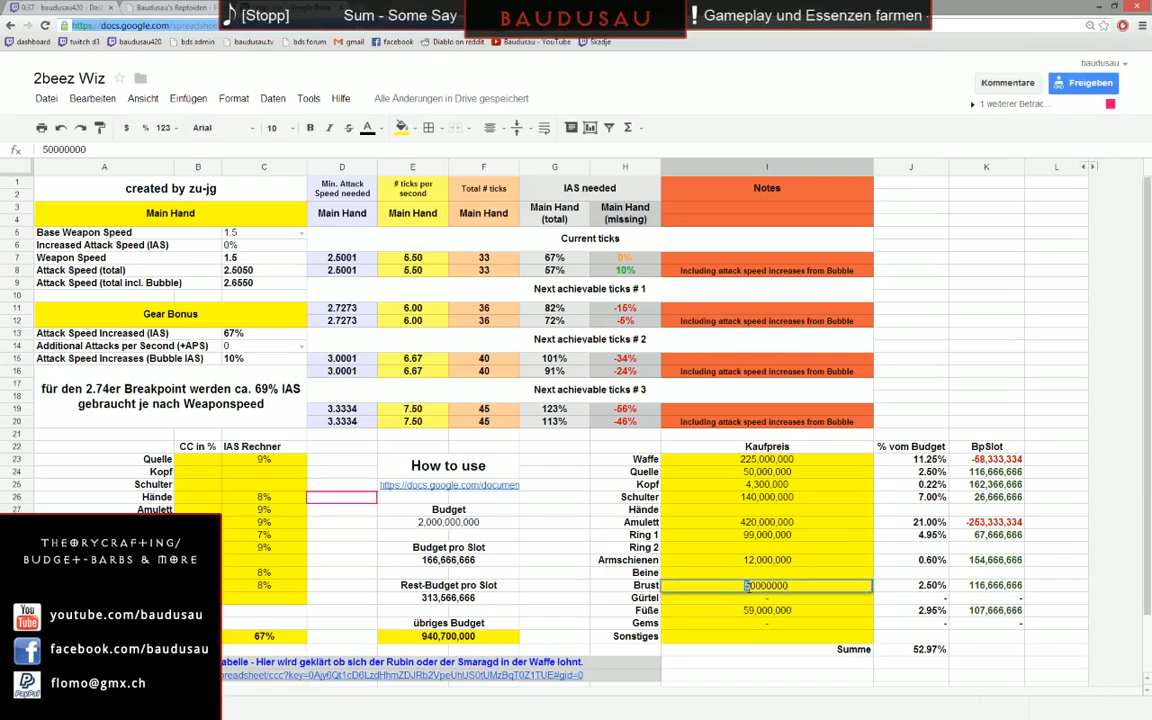 0:37 - baudusau420 - Das
Baudusau's Reptoiden -
[Stopp]
Sum - Some Say
BAUDUSAU
! Gameplay und Essenzen farmen
https://docs.google.com/spreadshe
dashboard
twitch d3
baudusau420
bds admin
baudusau.tv
bds forum
gmail
facebook
Diablo on reddit
Baudusau - YouTube
Skadje
2beez Wiz
baudusau
Datei Bearbeiten Ansicht Einfügen Format Daten Tools Hilfe Alle Änderungen in Drive gespeichert
Kommentare
Freigeben
1 weiterer Betrac...
$ % 123 Arial 10 B I S A
fx 50000000
A B C D E F G H I J K L
created by zu-jg
Min. Attack Speed needed
# ticks per second
Total # ticks
IAS needed
Notes
Main Hand
Main Hand
Main Hand
Main Hand
Main Hand (total)
Main Hand (missing)
Base Weapon Speed 1.5
Current ticks
Increased Attack Speed (IAS) 0%
Weapon Speed 1.5 2.5001 5.50 33 67% 0%
Attack Speed (total) 2.5050 2.5001 5.50 33 57% 10% Including attack speed increases from Bubble
Attack Speed (total incl. Bubble) 2.6550
Next achievable ticks # 1
Gear Bonus
2.7273 6.00 36 82% -15%
2.7273 6.00 36 72% -5% Including attack speed increases from Bubble
Attack Speed Increased (IAS) 67%
Additional Attacks per Second (+APS) 0
Next achievable ticks # 2
Attack Speed Increases (Bubble IAS) 10% 3.0001 6.67 40 101% -34%
3.0001 6.67 40 91% -24% Including attack speed increases from Bubble
für den 2.74er Breakpoint werden ca. 69% IAS
gebraucht je nach Weaponspeed
Next achievable ticks # 3
3.3334 7.50 45 123% -56%
3.3334 7.50 45 113% -46% Including attack speed increases from Bubble
CC in % IAS Rechner
Kaufpreis % vom Budget BpSlot
Quelle 9%
How to use
Waffe 225,000,000 11.25% -58,333,334
Kopf
Quelle 50,000,000 2.50% 116,666,666
Schulter
https://docs.google.com/documen
Kopf 4,300,000 0.22% 162,366,666
Hände 8%
Schulter 140,000,000 7.00% 26,666,666
Amulett 9%
Budget
Hände
9%
2,000,000,000
Amulett 420,000,000 21.00% -253,333,334
7%
Ring 1 99,000,000 4.95% 67,666,666
9%
Budget pro Slot
Ring 2
166,666,666
Armschienen 12,000,000 0.60% 154,666,666
8%
Beine
8%
Rest-Budget pro Slot
Brust 50000000 2.50% 116,666,666
313,566,666
Gürtel - - -
Füße 59,000,000 2.95% 107,666,666
übriges Budget
Gems - - -
67%
940,700,000
Sonstiges
Summe 52.97%
abelle - Hier wird geklärt ob sich der Rubin oder der Smaragd in der Waffe lohnt.
spreadsheet/ccc?key=0Ajy6Qt1cD6LzdHhmZDJRb2VpeUhUS0tUMzBqT0Z1TUE#gid=0
THEORYCRAFTING/
BUDGET-BARBS & MORE
youtube.com/baudusau
facebook.com/baudusau
PayPal
flomo@gmx.ch